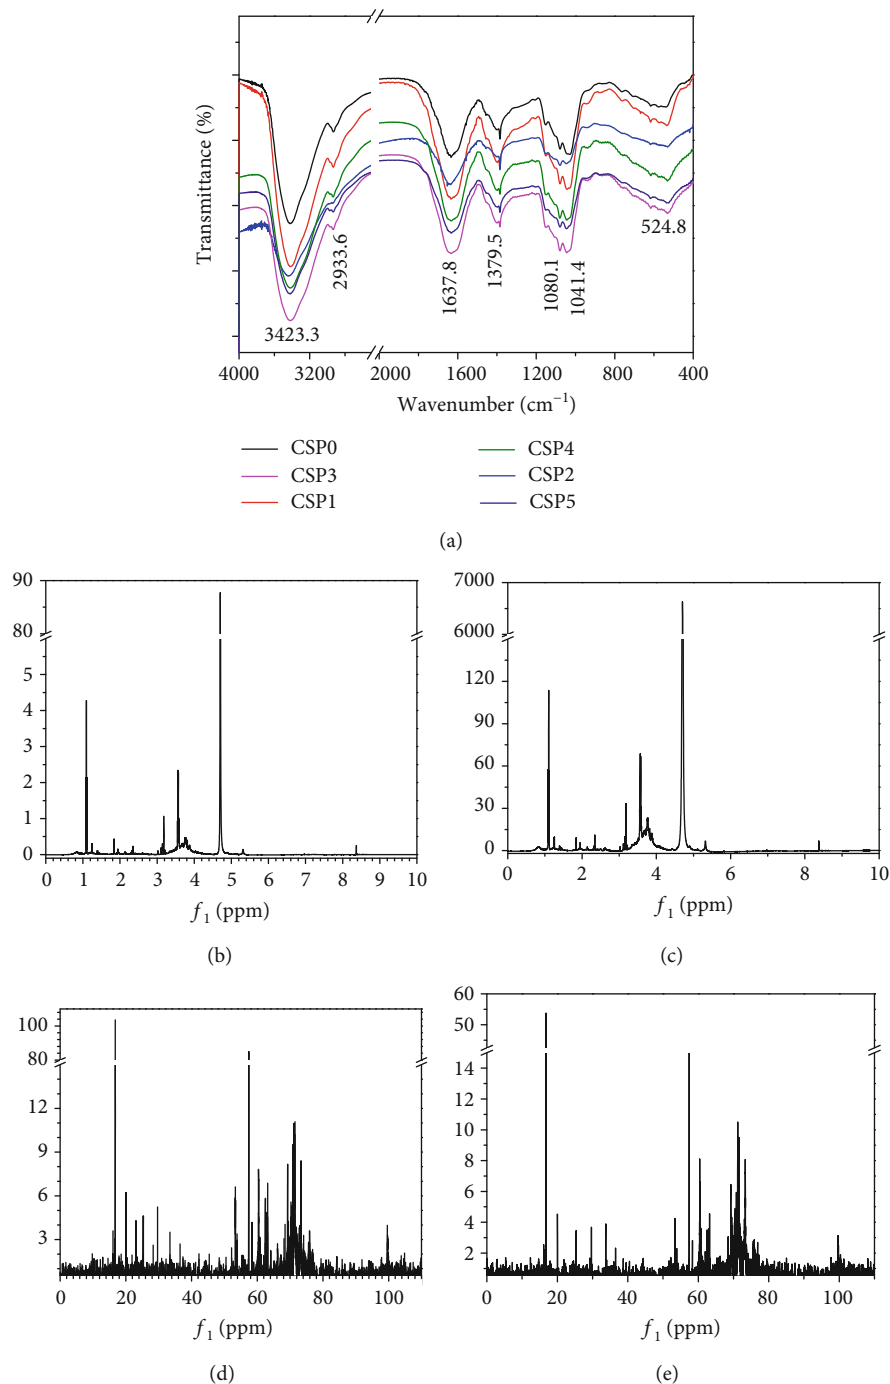 Transmittance (%)
3423.3
2933.6
1637.8
1379.5
1080.1
1041.4
524.8
4000 3200 2000 1600 1200 800 400
Wavenumber (cm⁻¹)
CSP0 CSP4
CSP3 CSP2
CSP1 CSP5
(a)
90
80
5
4
3
2
1
0
0 1 2 3 4 5 6 7 8 9 10
f₁ (ppm)
(b)
7000
6000
120
90
60
30
0
0 2 4 6 8 10
f₁ (ppm)
(c)
100
80
12
9
6
3
0 20 40 60 80 100
f₁ (ppm)
(d)
60
50
14
12
10
8
6
4
2
0 20 40 60 80 100
f₁ (ppm)
(e)